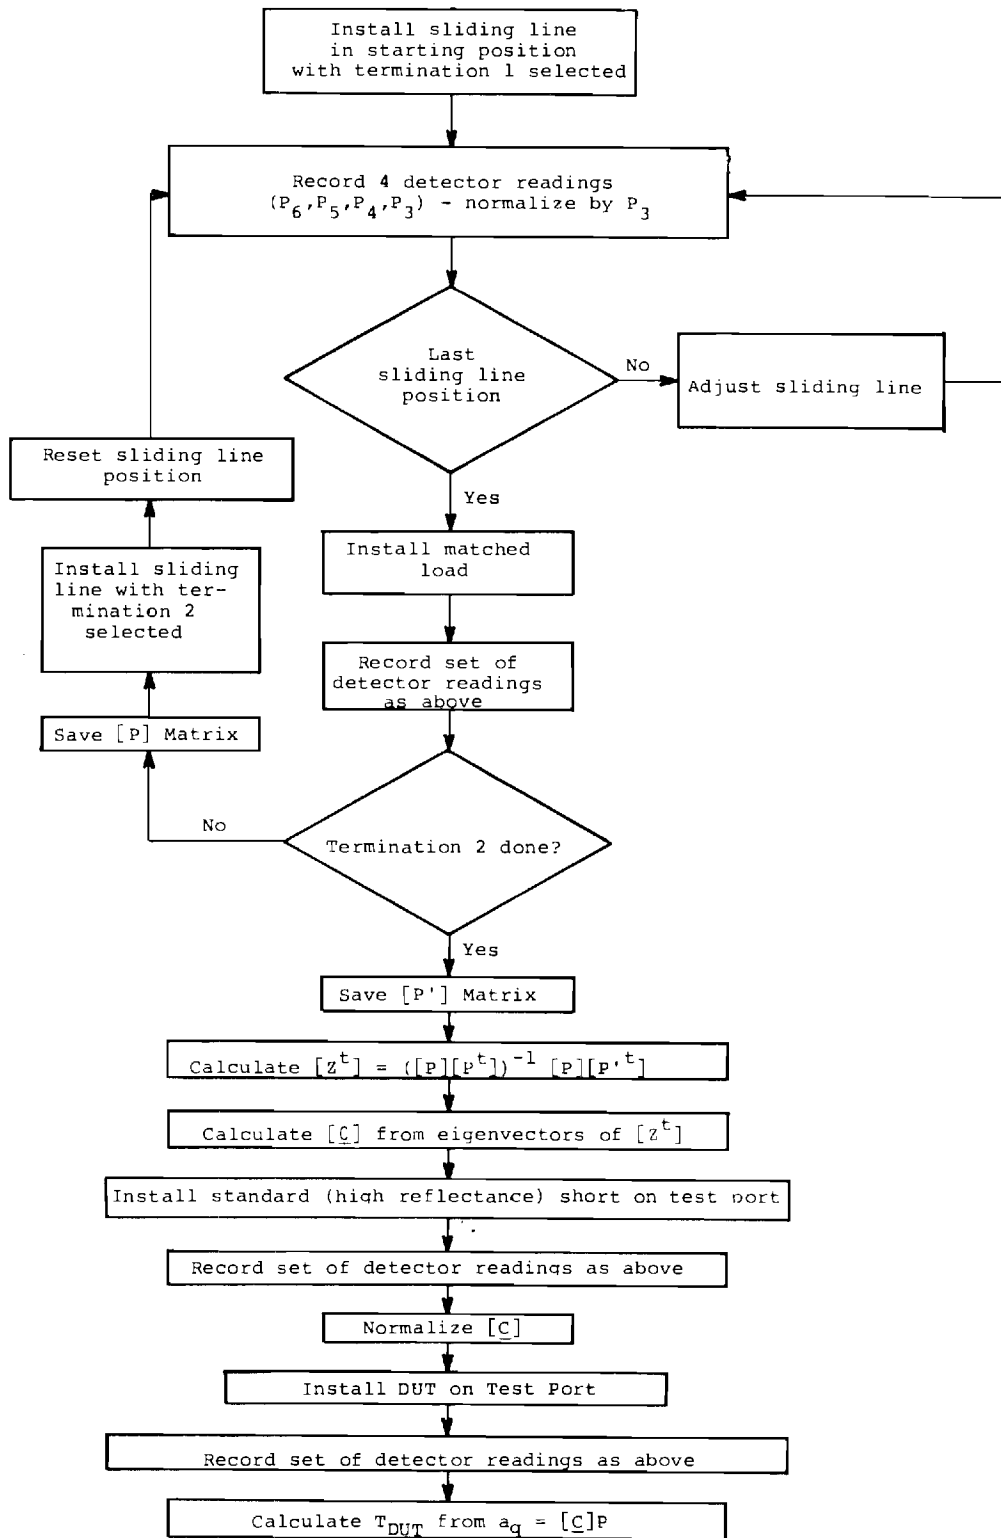 Install sliding line
in starting position
with termination 1 selected
Record 4 detector readings
(P6,P5,P4,P3) - normalize by P3
Last
sliding line
position
No
Adjust sliding line
Yes
Reset sliding line
position
Install matched
load
Install sliding
line with ter-
mination 2
selected
Record set of
detector readings
as above
Save [P] Matrix
No
Termination 2 done?
Yes
Save [P'] Matrix
Calculate [Z^t] = ([P][P^t])^-1 [P][P'^t]
Calculate [C] from eigenvectors of [Z^t]
Install standard (high reflectance) short on test port
Record set of detector readings as above
Normalize [C]
Install DUT on Test Port
Record set of detector readings as above
Calculate T_DUT from a_q = [C]P